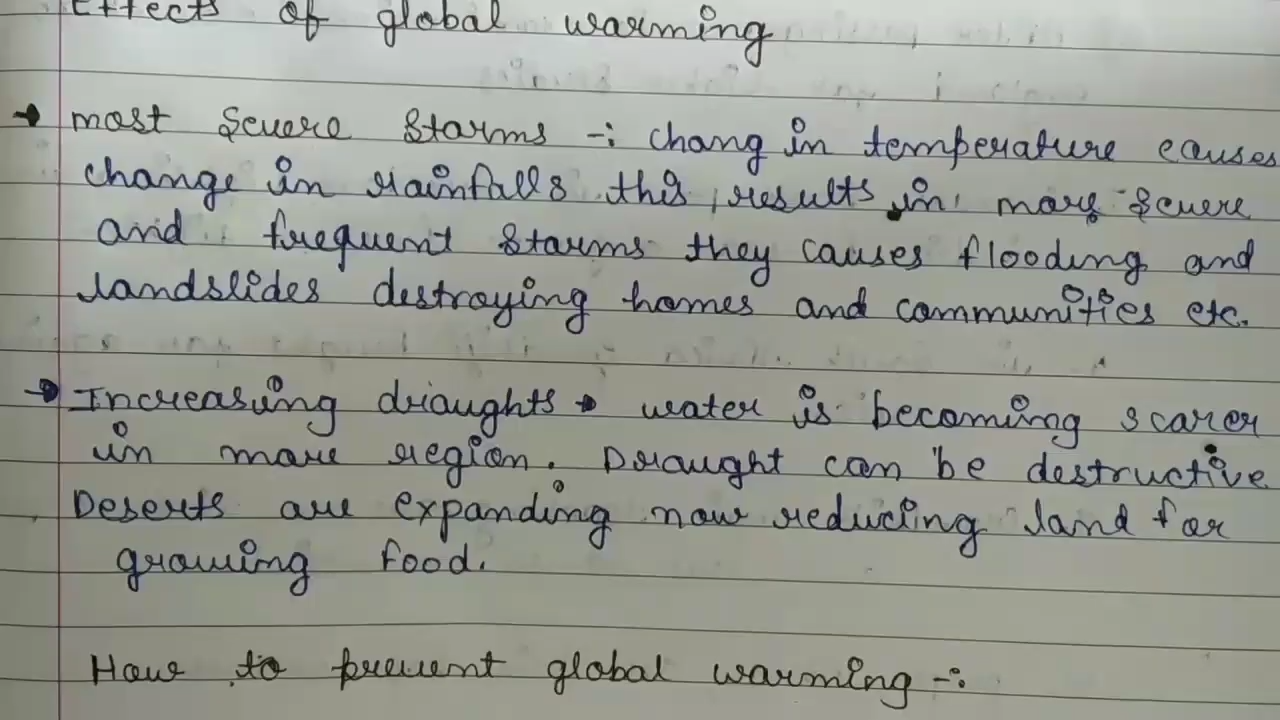 Effects of global warming
→ most Severe Storms -: chang in temperature causes
change in rainfalls this, results in more severe
and frequent storms they causes flooding and
landslides destroying homes and communities etc.
→ Increasing draughts → water is becoming scarer
in more region. Draught can be destructive
Deserts are expanding now reducing land for
growing food.
How to prevent global warming -: